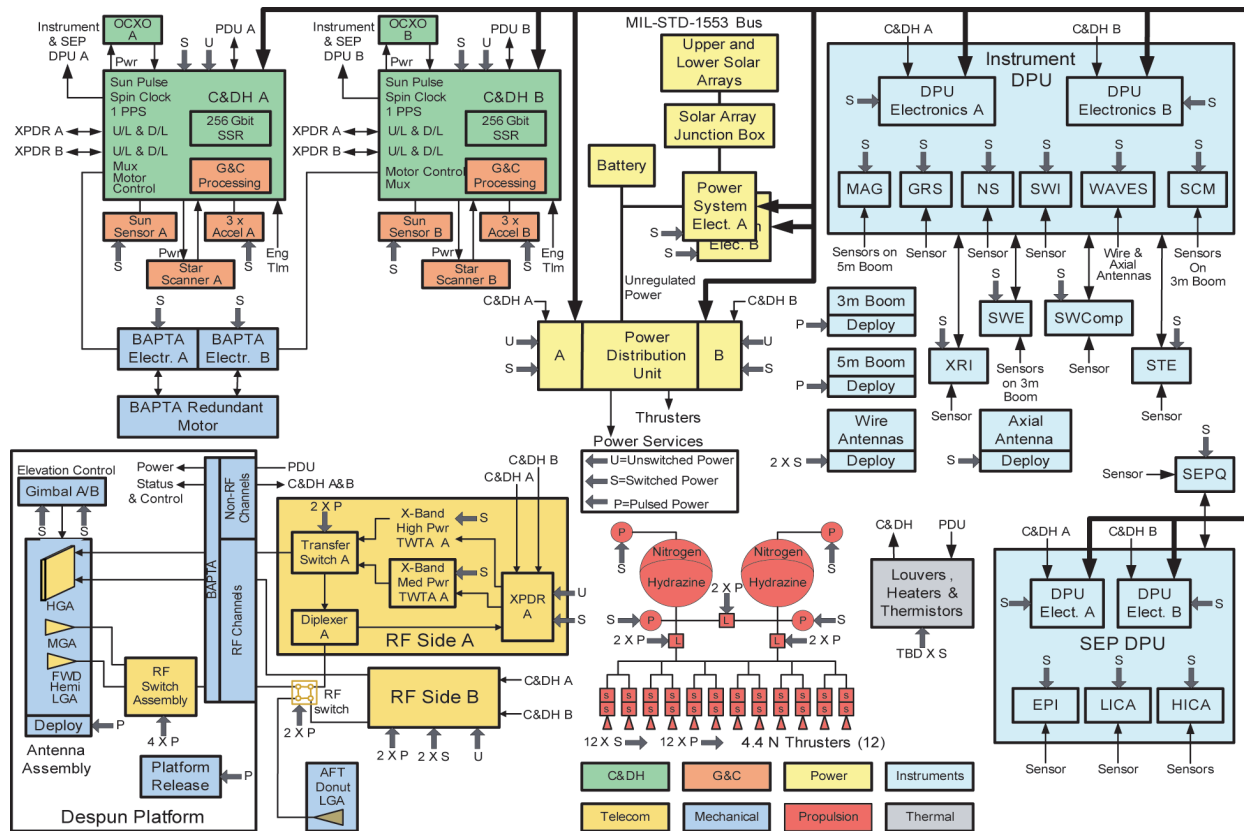 MIL-STD-1553 Bus
Instrument
& SEP
DPU A
OCXO
A
Pwr
S
U
PDU A
Sun Pulse
Spin Clock
1 PPS
C&DH A
256 Gbit
SSR
U/L & D/L
U/L & D/L
XPDR A
XPDR B
Mux
Motor
Control
G&C
Processing
Sun
Sensor A
3 x
Accel A
S
Pwr
S
Eng
Tlm
Star
Scanner A
Instrument
& SEP
DPU B
OCXO
B
Pwr
S
U
PDU B
Sun Pulse
Spin Clock
1 PPS
C&DH B
256 Gbit
SSR
U/L & D/L
U/L & D/L
XPDR A
XPDR B
Motor Control
Mux
G&C
Processing
Sun
Sensor B
3 x
Accel B
S
Pwr
S
Eng
Tlm
Star
Scanner B
S
S
BAPTA
Electr. A
BAPTA
Electr. B
BAPTA Redundant
Motor
Upper and
Lower Solar
Arrays
Solar Array
Junction Box
Battery
Power
System
Elect. A
Elec. B
S
S
Unregulated
Power
C&DH A
C&DH B
A
Power
Distribution
Unit
B
U
S
U
S
Thrusters
Power Services
U=Unswitched Power
S=Switched Power
P=Pulsed Power
C&DH A
C&DH B
Instrument
DPU
S
DPU
Electronics A
DPU
Electronics B
S
S
S
S
S
S
S
MAG
GRS
NS
SWI
WAVES
SCM
Sensors on
5m Boom
Sensor
Sensor
Sensor
Wire &
Axial
Antennas
Sensors
On
3m Boom
3m Boom
Deploy
P
5m Boom
Deploy
P
Wire
Antennas
Deploy
2 X S
Axial
Antenna
Deploy
S
S
XRI
Sensor
S
SWE
Sensors
on 3m
Boom
S
SWComp
Sensor
S
STE
Sensor
S
SEPQ
Sensor
C&DH A
C&DH B
S
DPU
Elect. A
DPU
Elect. B
S
SEP DPU
S
S
S
EPI
LICA
HICA
Sensor
Sensor
Sensors
Elevation Control
Gimbal A/B
S
S
HGA
MGA
FWD
Hemi
LGA
Deploy
P
Antenna
Assembly
Power
Status
& Control
PDU
C&DH A&B
Non-RF
Channels
BAPTA
RF Channels
RF
Switch
Assembly
4 X P
Platform
Release
P
Despun Platform
2 X P
Transfer
Switch A
X-Band
High Pwr
TWTA A
S
X-Band
Med Pwr
TWTA A
S
C&DH B
C&DH A
XPDR
A
U
S
Diplexer
A
RF Side A
RF
switch
2 X P
RF Side B
C&DH A
C&DH B
2 X P
2 X S
U
AFT
Donut
LGA
P
S
Nitrogen
Hydrazine
Nitrogen
Hydrazine
P
S
2 X P
S
P
L
P
S
2 X P
L
L
2 X P
S S S S S S S S S S S S
S S S S S S S S S S S S
12 X S
12 X P
4.4 N Thrusters (12)
C&DH
PDU
Louvers ,
Heaters &
Thermistors
TBD X S
C&DH
G&C
Power
Instruments
Telecom
Mechanical
Propulsion
Thermal